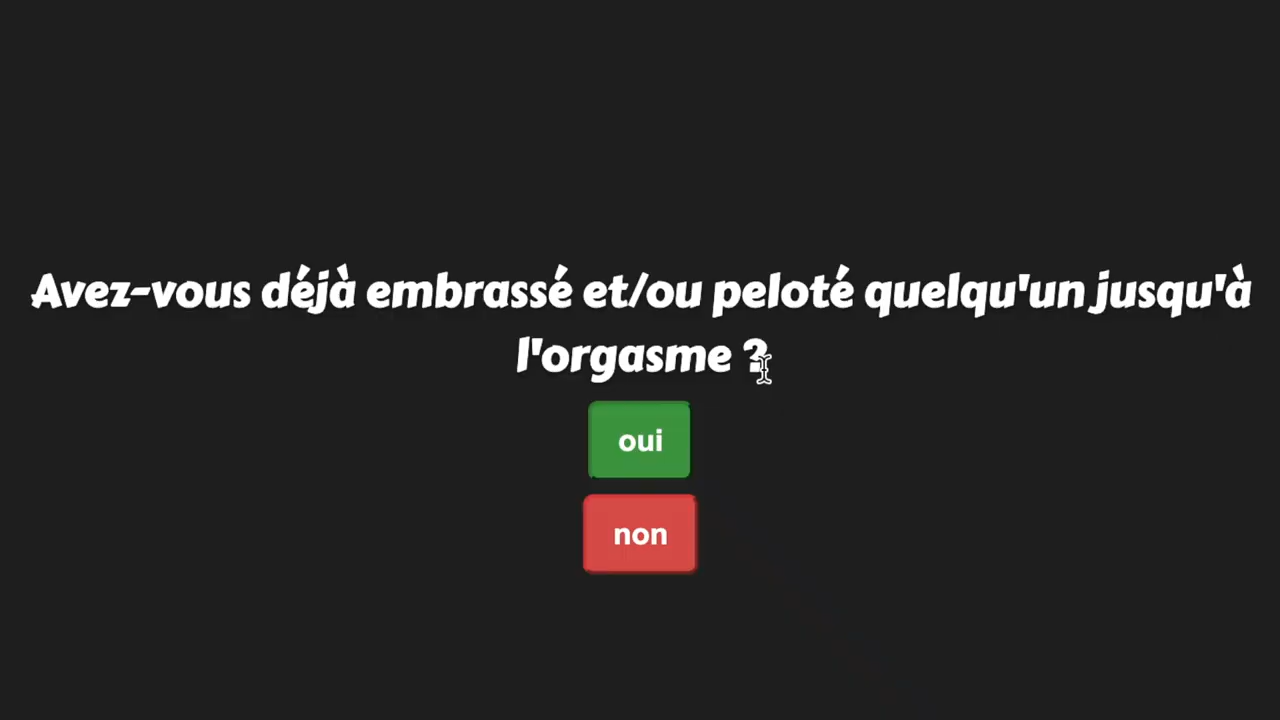 Avez-vous déjà embrassé et/ou peloté quelqu'un jusqu'à
l'orgasme ?
oui
non